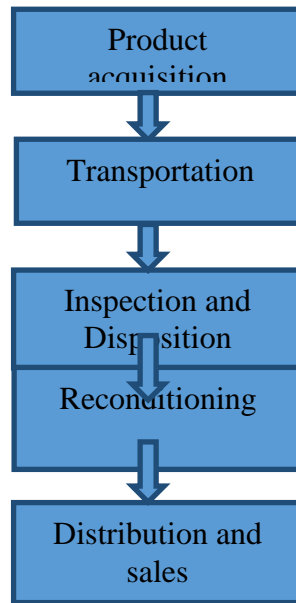 Product
acquisition
Transportation
Inspection and
Disposition
Reconditioning
Distribution and
sales